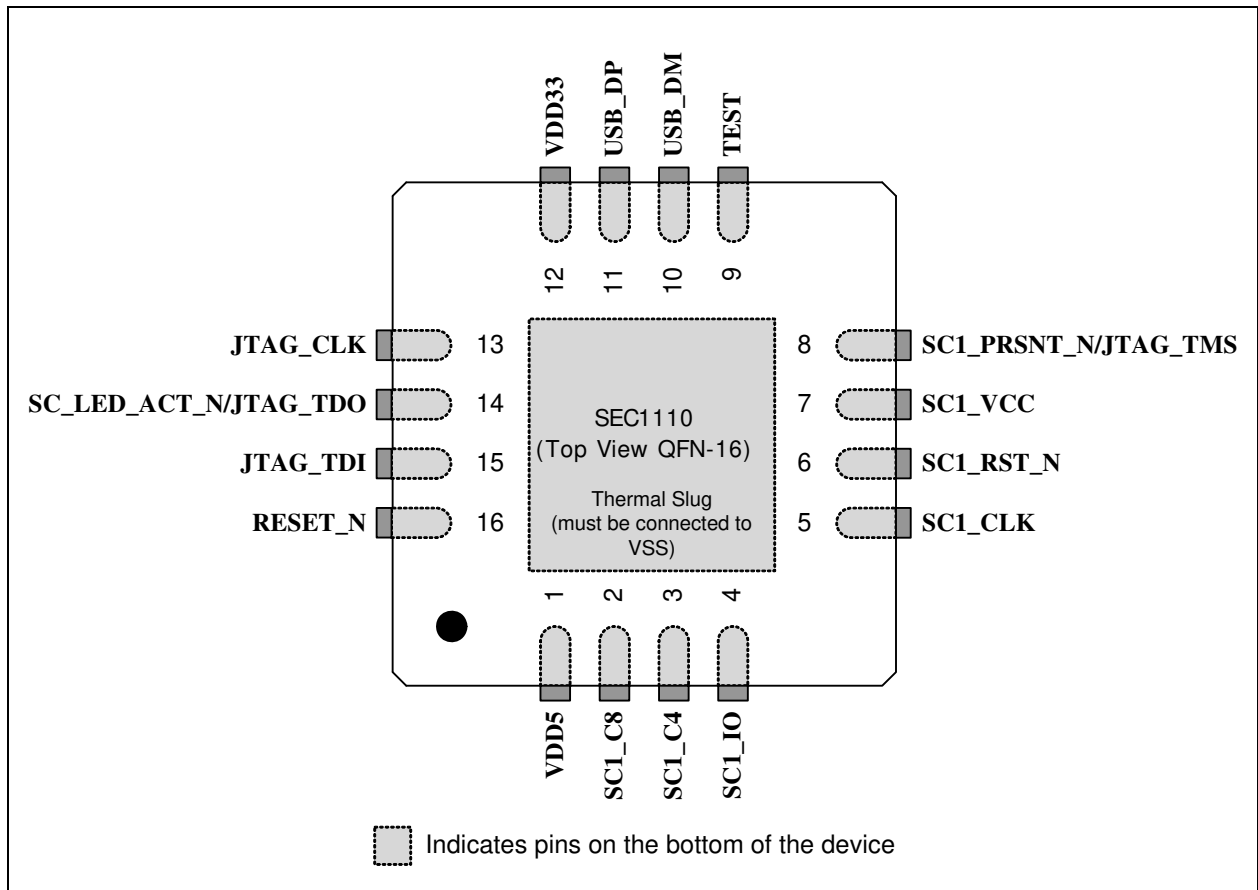 VDD33
USB_DP
USB_DM
TEST
12
11
10
9
JTAG_CLK
13
SC_LED_ACT_N/JTAG_TDO
14
JTAG_TDI
15
RESET_N
16
SEC1110
(Top View QFN-16)
Thermal Slug
(must be connected to
VSS)
8
SC1_PRSNT_N/JTAG_TMS
7
SC1_VCC
6
SC1_RST_N
5
SC1_CLK
1
2
3
4
VDD5
SC1_C8
SC1_C4
SC1_IO
Indicates pins on the bottom of the device